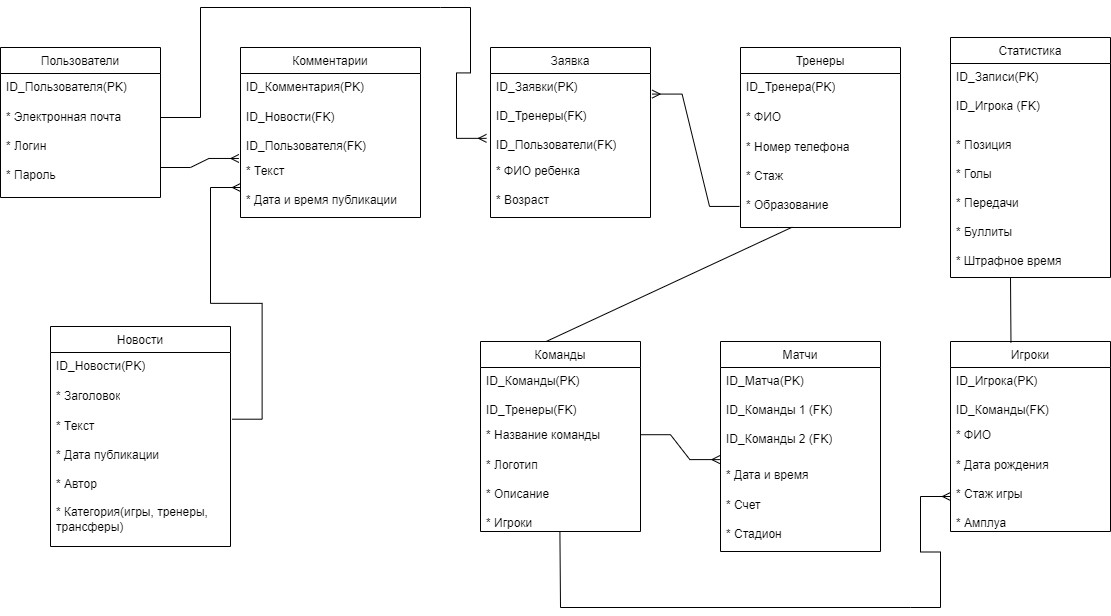 Пользователи
ID_Пользователя(PK)
* Электронная почта
* Логин
* Пароль
Комментарии
ID_Комментария(PK)
ID_Новости(FK)
ID_Пользователя(FK)
* Текст
* Дата и время публикации
Заявка
ID_Заявки(PK)
ID_Тренеры(FK)
ID_Пользователи(FK)
* ФИО ребенка
* Возраст
Тренеры
ID_Тренера(PK)
* ФИО
* Номер телефона
* Стаж
* Образование
Статистика
ID_Записи(PK)
ID_Игрока (FK)
* Позиция
* Голы
* Передачи
* Буллиты
* Штрафное время
Новости
ID_Новости(PK)
* Заголовок
* Текст
* Дата публикации
* Автор
* Категория(игры, тренеры,
трансферы)
Команды
ID_Команды(PK)
ID_Тренеры(FK)
* Название команды
* Логотип
* Описание
* Игроки
Матчи
ID_Матча(PK)
ID_Команды 1 (FK)
ID_Команды 2 (FK)
* Дата и время
* Счет
* Стадион
Игроки
ID_Игрока(PK)
ID_Команды(FK)
* ФИО
* Дата рождения
* Стаж игры
* Амплуа